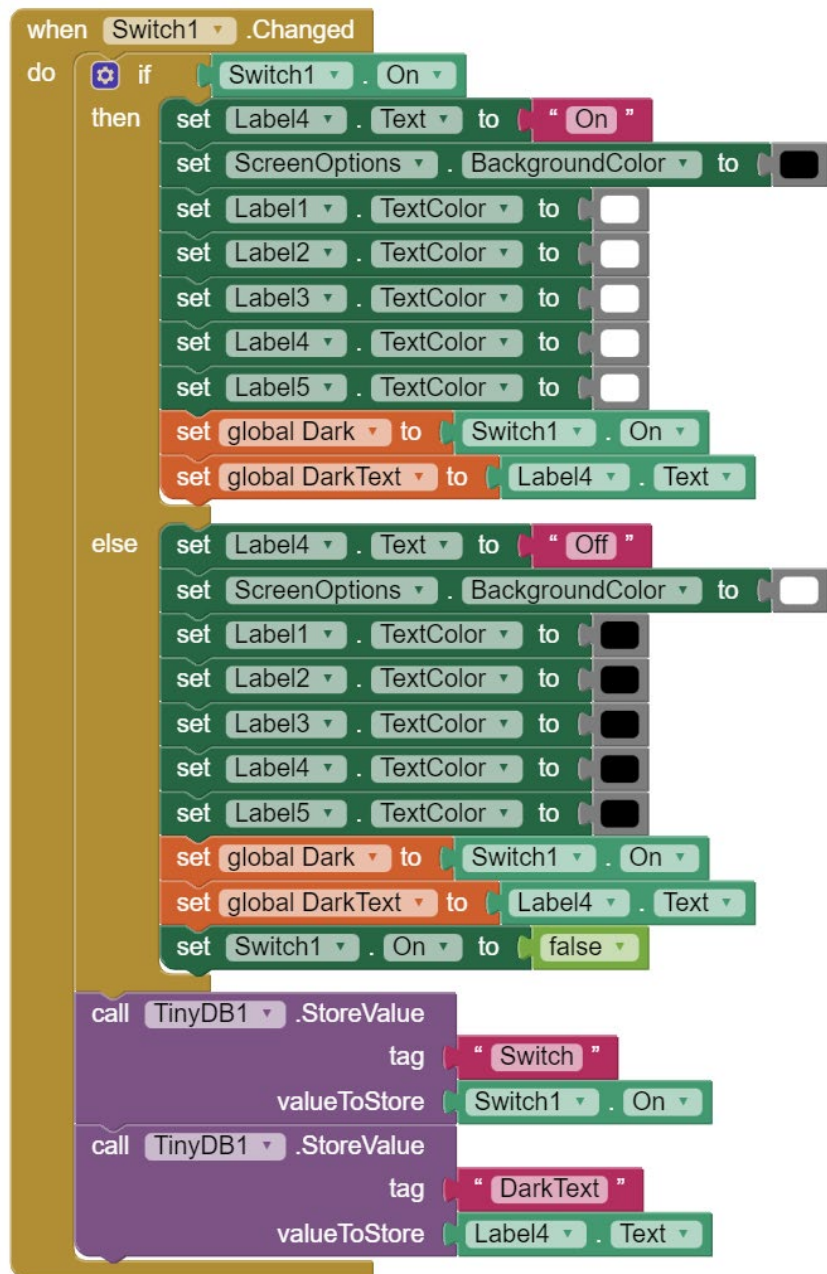 when Switch1 .Changed
do if Switch1 . On
then set Label4 . Text to “ On ”
set ScreenOptions . BackgroundColor to
set Label1 . TextColor to
set Label2 . TextColor to
set Label3 . TextColor to
set Label4 . TextColor to
set Label5 . TextColor to
set global Dark to Switch1 . On
set global DarkText to Label4 . Text
else set Label4 . Text to “ Off ”
set ScreenOptions . BackgroundColor to
set Label1 . TextColor to
set Label2 . TextColor to
set Label3 . TextColor to
set Label4 . TextColor to
set Label5 . TextColor to
set global Dark to Switch1 . On
set global DarkText to Label4 . Text
set Switch1 . On to false
call TinyDB1 .StoreValue
tag “ Switch ”
valueToStore Switch1 . On
call TinyDB1 .StoreValue
tag “ DarkText ”
valueToStore Label4 . Text